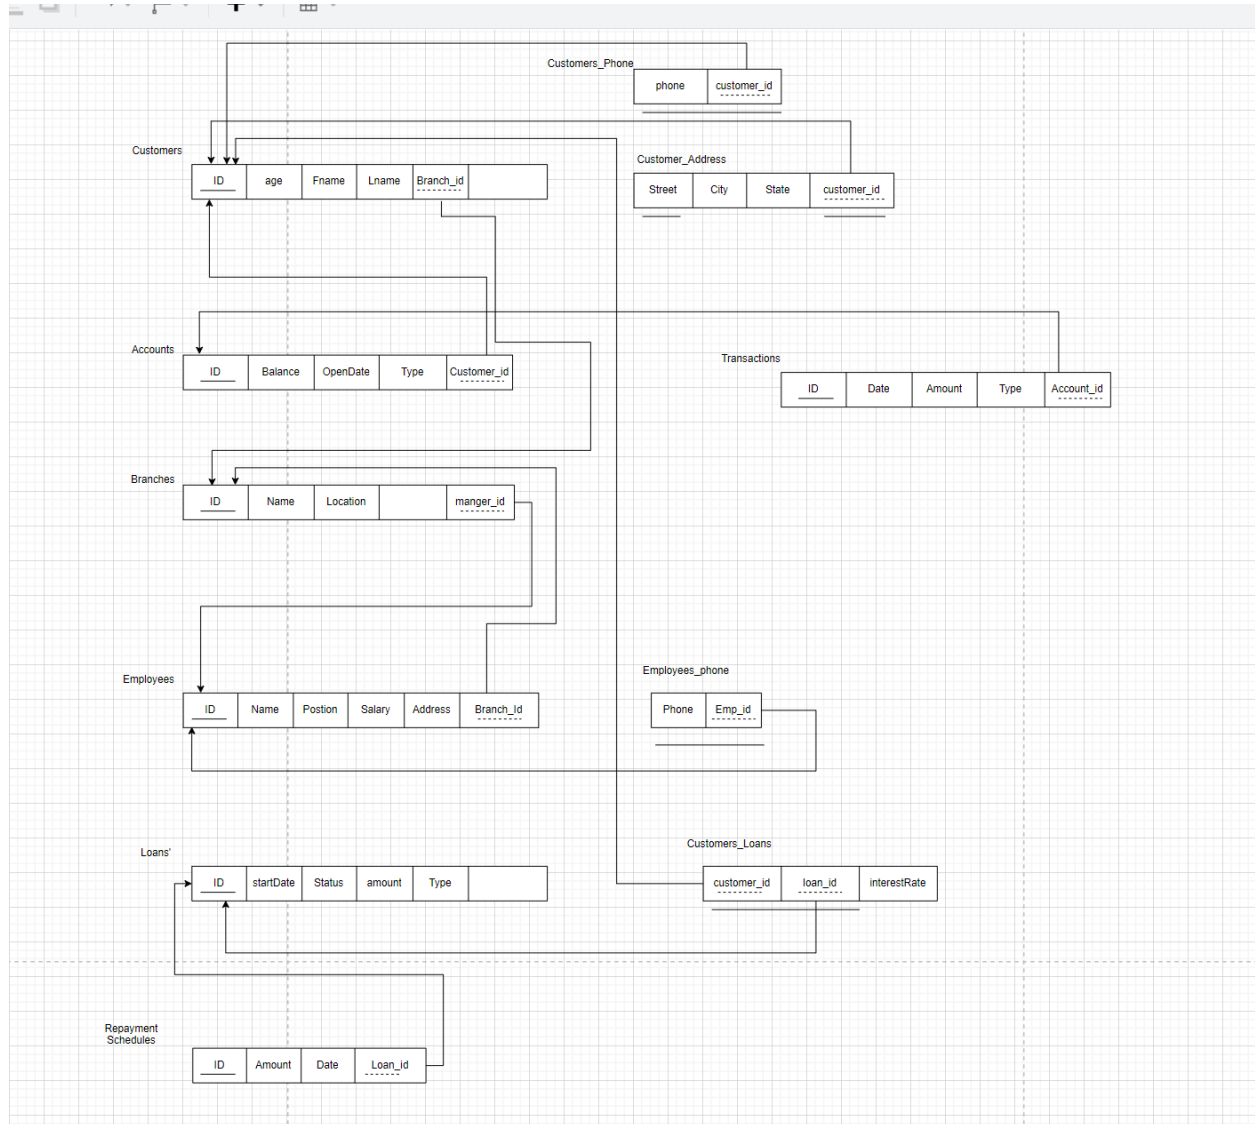 Customers_Phone
phone customer_id
Customers
ID age Fname Lname Branch_id
Customer_Address
Street City State customer_id
Accounts
ID Balance OpenDate Type Customer_id
Transactions
ID Date Amount Type Account_id
Branches
ID Name Location manger_id
Employees
ID Name Postion Salary Address Branch_Id
Employees_phone
Phone Emp_id
Loans'
ID startDate Status amount Type
Customers_Loans
customer_id loan_id interestRate
Repayment
Schedules
ID Amount Date Loan_id